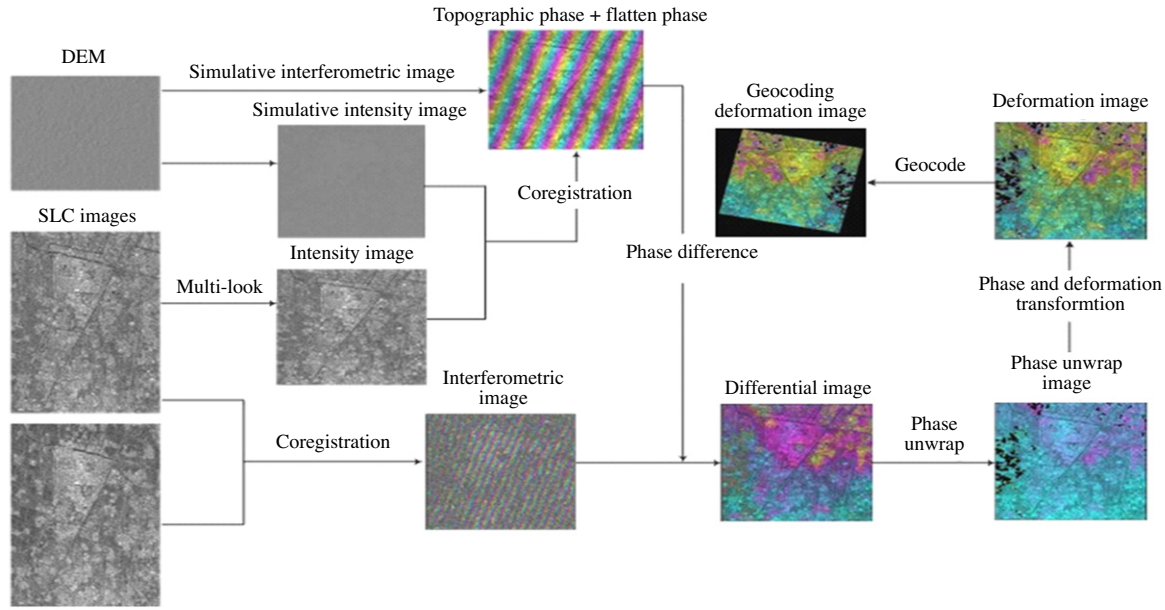 Topographic phase + flatten phase
DEM
Simulative interferometric image
Simulative intensity image
Geocoding
deformation image
Deformation image
Geocode
Coregistration
SLC images
Intensity image
Multi-look
Phase difference
Phase and deformation
transformtion
Interferometric
image
Differential image
Phase unwrap
image
Coregistration
Phase
unwrap